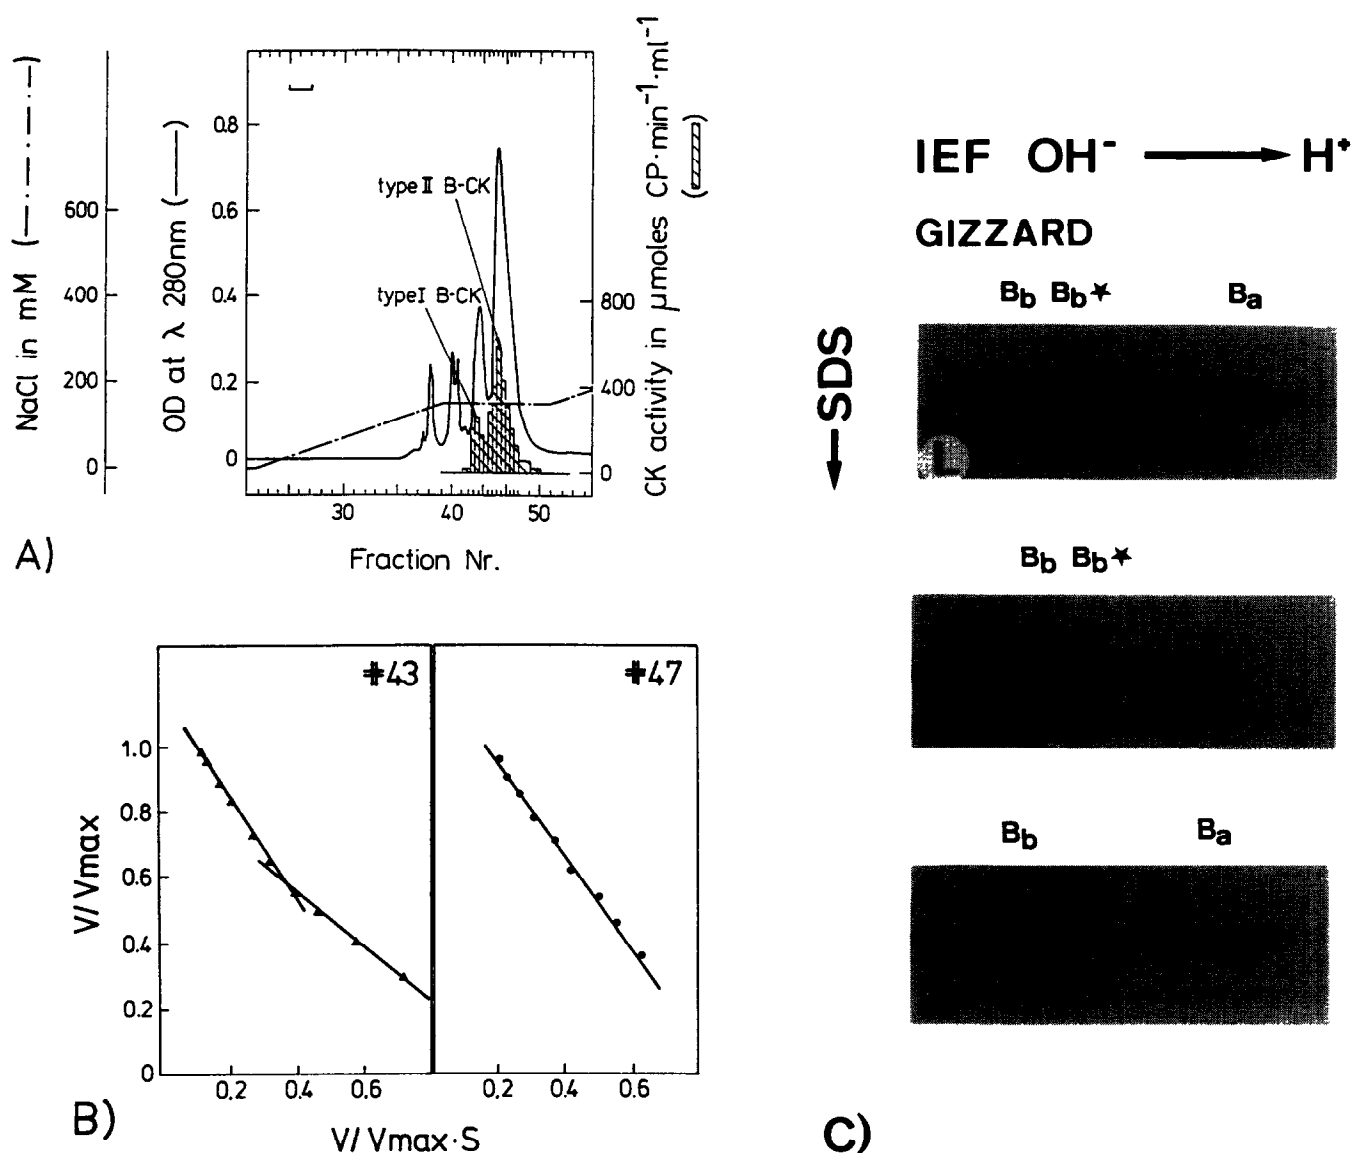 NaCl in mM (—·—·—)
600
400
200
0
OD at λ 280nm (——)
0.8
0.6
0.4
0.2
0
type II B-CK
type I B-CK
800
400
0
CK activity in μmoles CP·min⁻¹·ml⁻¹
( )
30 40 50
Fraction Nr.
A)
#43 #47
V/Vmax
1.0
0.8
0.6
0.4
0.2
0
0.2 0.4 0.6 0.2 0.4 0.6
V/Vmax·S
B)
IEF OH⁻ → H⁺
GIZZARD
Bb Bb★ Ba
←SDS
L
Bb Bb★
Bb Ba
C)